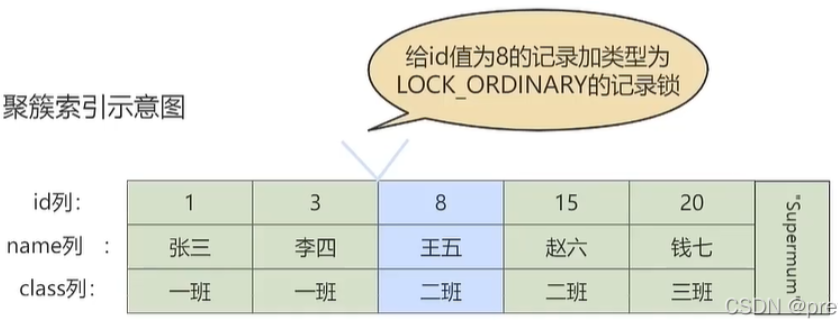 给id值为8的记录加类型为
LOCK_ORDINARY的记录锁
聚簇索引示意图
id列: 1 3 8 15 20 "Supermum"
name列 : 张三 李四 王五 赵六 钱七
class列: 一班 一班 二班 二班 三班
CSDN @pre